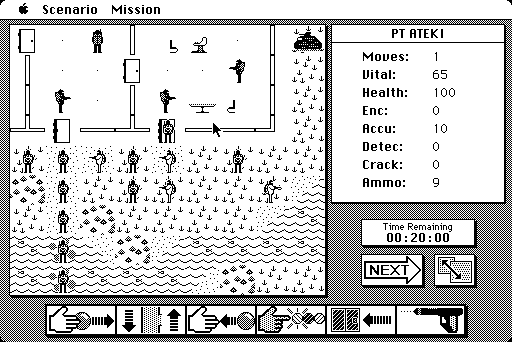 Scenario Mission
PT ATEKI
Moves: 1
Vital: 65
Health: 100
Enc: 0
Accu: 10
Detec: 0
Crack: 0
Ammo: 9
Time Remaining
00:20:00
NEXT